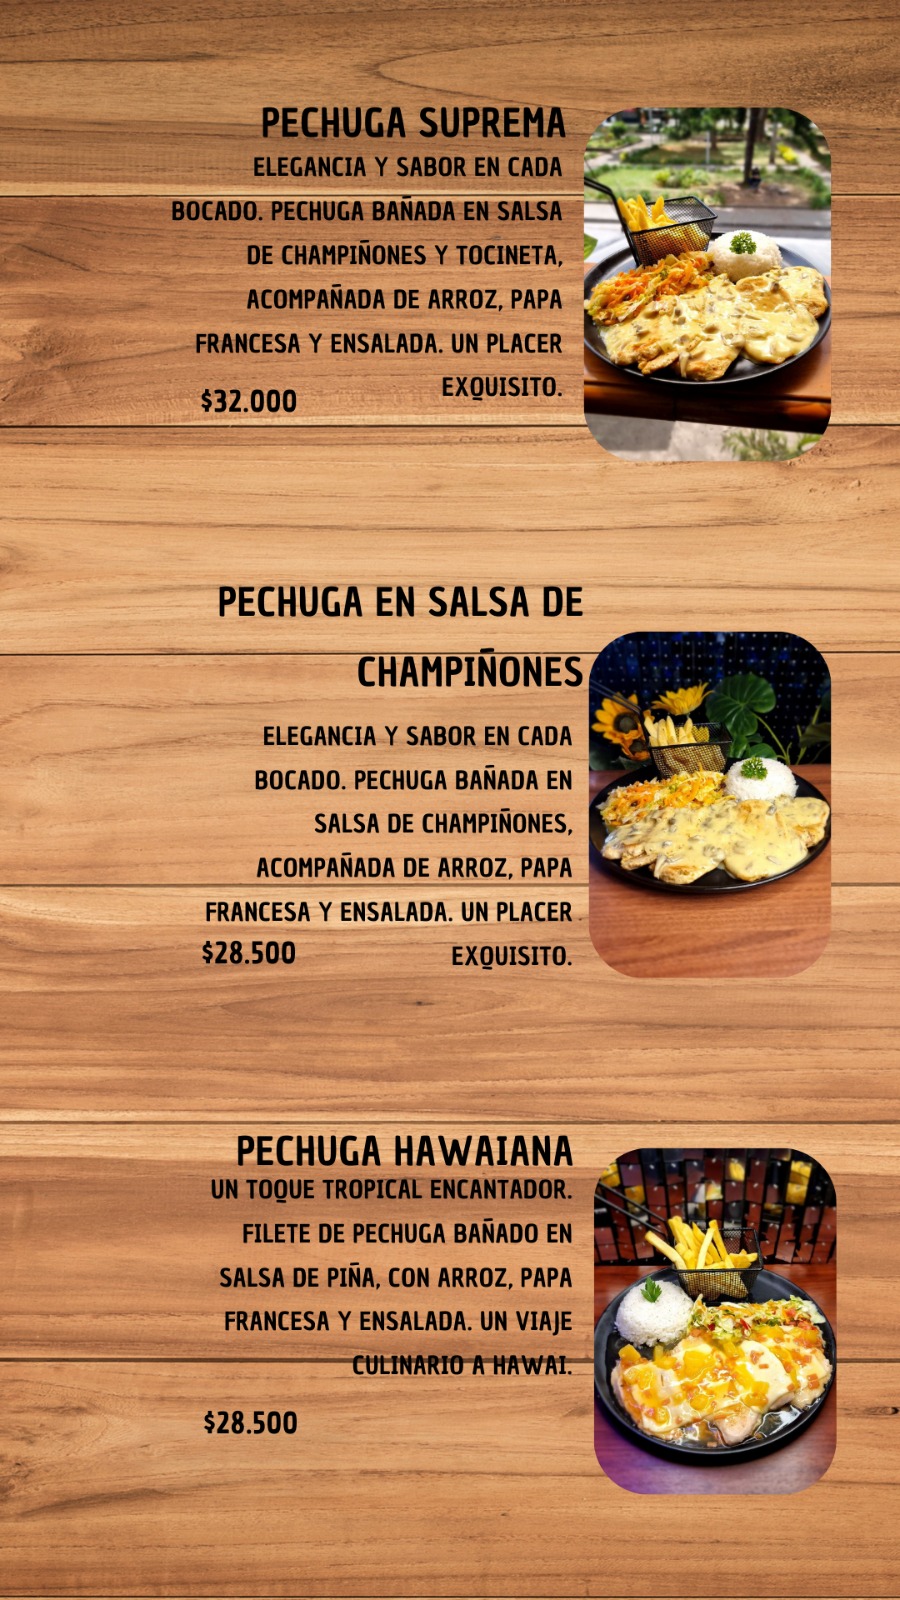 PECHUGA SUPREMA
ELEGANCIA Y SABOR EN CADA
BOCADO. PECHUGA BAÑADA EN SALSA
DE CHAMPIÑONES Y TOCINETA,
ACOMPAÑADA DE ARROZ, PAPA
FRANCESA Y ENSALADA. UN PLACER
EXQUISITO.
$32.000
PECHUGA EN SALSA DE
CHAMPIÑONES
ELEGANCIA Y SABOR EN CADA
BOCADO. PECHUGA BAÑADA EN
SALSA DE CHAMPIÑONES,
ACOMPAÑADA DE ARROZ, PAPA
FRANCESA Y ENSALADA. UN PLACER
EXQUISITO.
$28.500
PECHUGA HAWAIANA
UN TOQUE TROPICAL ENCANTADOR.
FILETE DE PECHUGA BAÑADO EN
SALSA DE PIÑA, CON ARROZ, PAPA
FRANCESA Y ENSALADA. UN VIAJE
CULINARIO A HAWAI.
$28.500